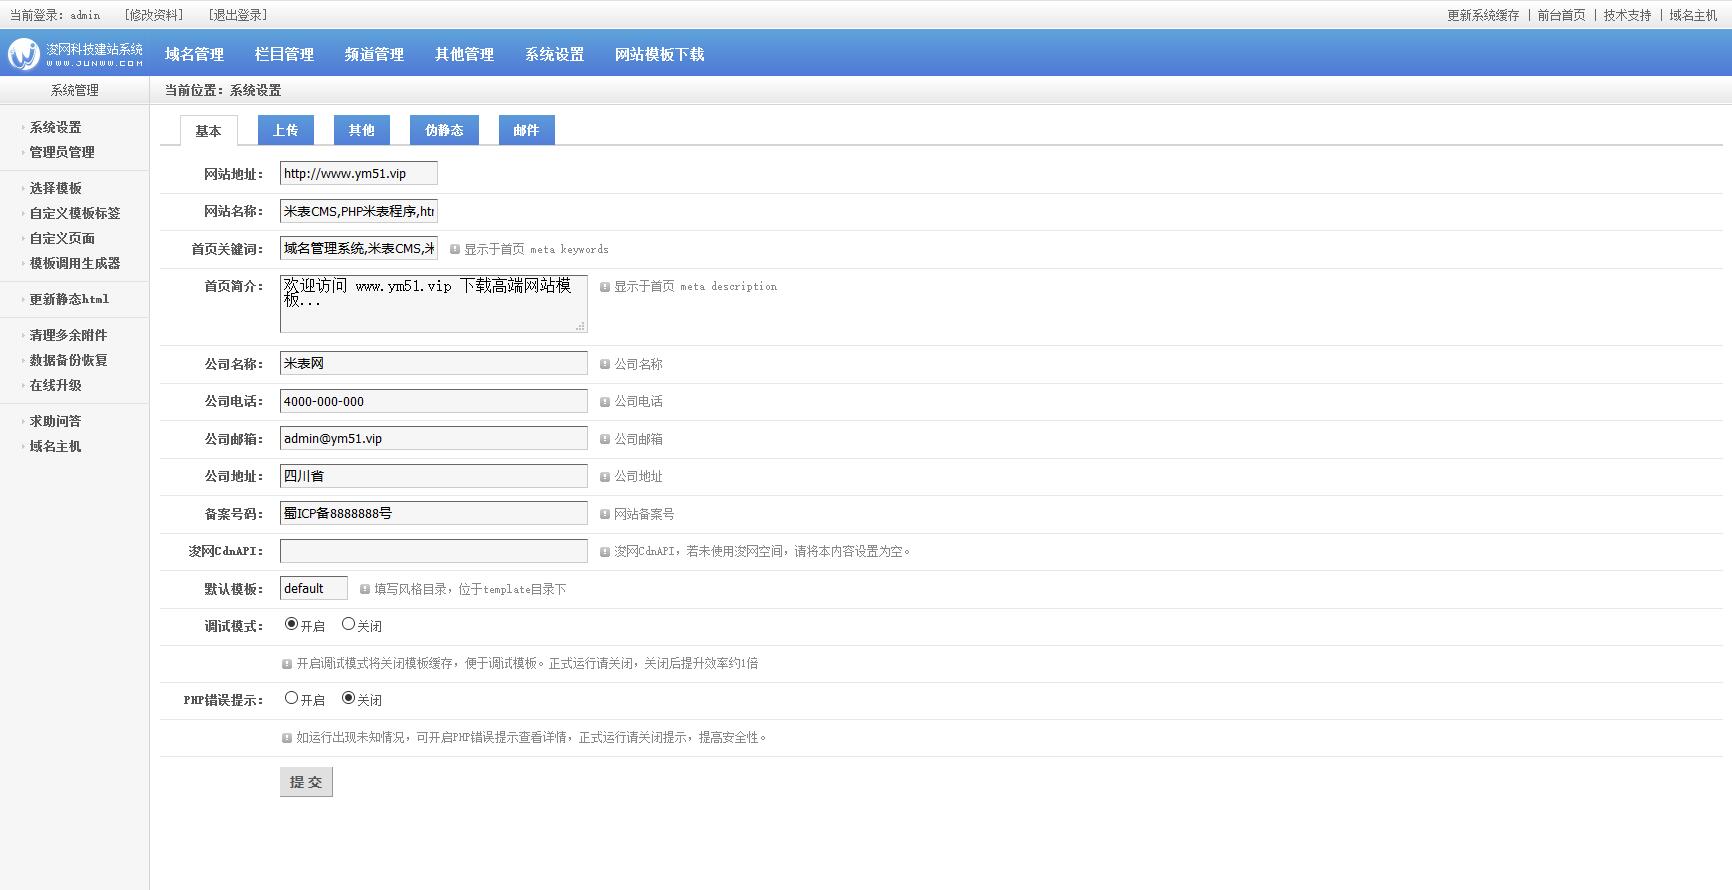 当前登录：admin [修改资料] [退出登录] 更新系统缓存 | 前台首页 | 技术支持 | 域名主机
浚网科技建站系统
WWW.JUNWW.COM
域名管理 栏目管理 频道管理 其他管理 系统设置 网站模板下载
系统管理
当前位置：系统设置
系统设置
管理员管理
选择模板
自定义模板标签
自定义页面
模板调用生成器
更新静态html
清理多余附件
数据备份恢复
在线升级
求助问答
域名主机
基本 上传 其他 伪静态 邮件
网站地址： http://www.ym51.vip
网站名称： 米表CMS,PHP米表程序,htr
首页关键词： 域名管理系统,米表CMS,米 显示于首页 meta keywords
首页简介： 欢迎访问 www.ym51.vip 下载高端网站模 显示于首页 meta description
板...
公司名称： 米表网 公司名称
公司电话： 4000-000-000 公司电话
公司邮箱： admin@ym51.vip 公司邮箱
公司地址： 四川省 公司地址
备案号码： 蜀ICP备8888888号 网站备案号
浚网CdnAPI： 浚网CdnAPI，若未使用浚网空间，请将本内容设置为空。
默认模板： default 填写风格目录，位于template目录下
调试模式： 开启 关闭
开启调试模式将关闭模板缓存，便于调试模板。正式运行请关闭，关闭后提升效率约1倍
PHP错误提示： 开启 关闭
如运行出现未知情况，可开启PHP错误提示查看详情，正式运行请关闭提示，提高安全性。
提 交